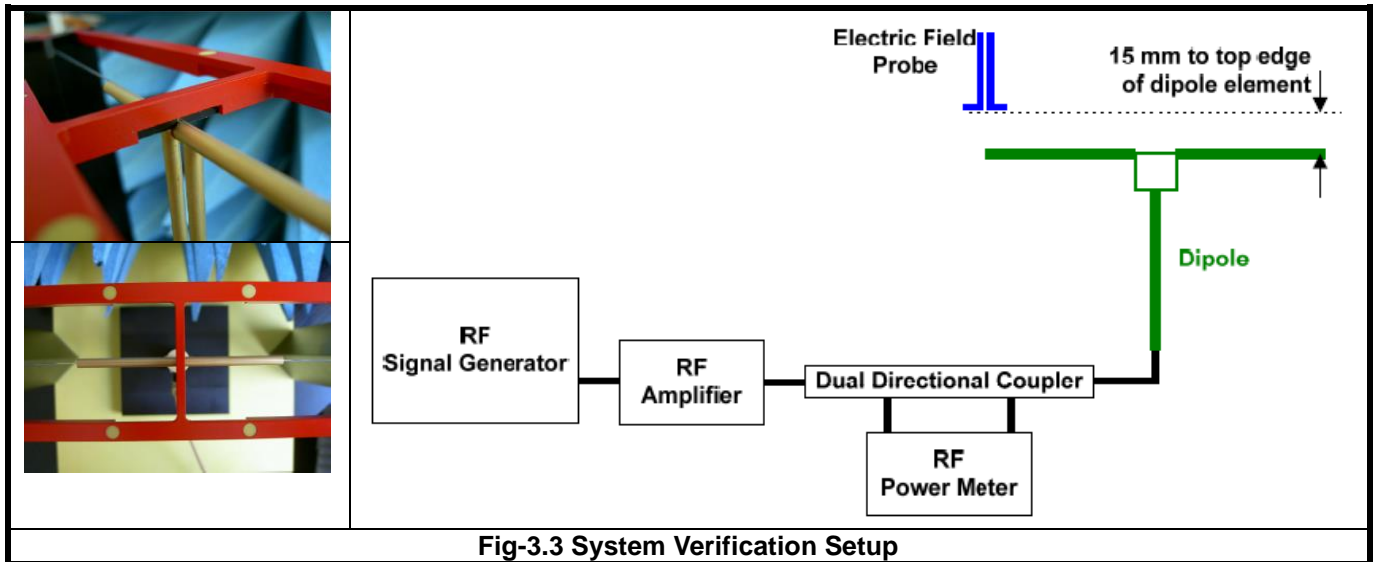 Electric Field
Probe
15 mm to top edge
of dipole element
Dipole
RF
Signal Generator
RF
Amplifier
Dual Directional Coupler
RF
Power Meter
Fig-3.3 System Verification Setup